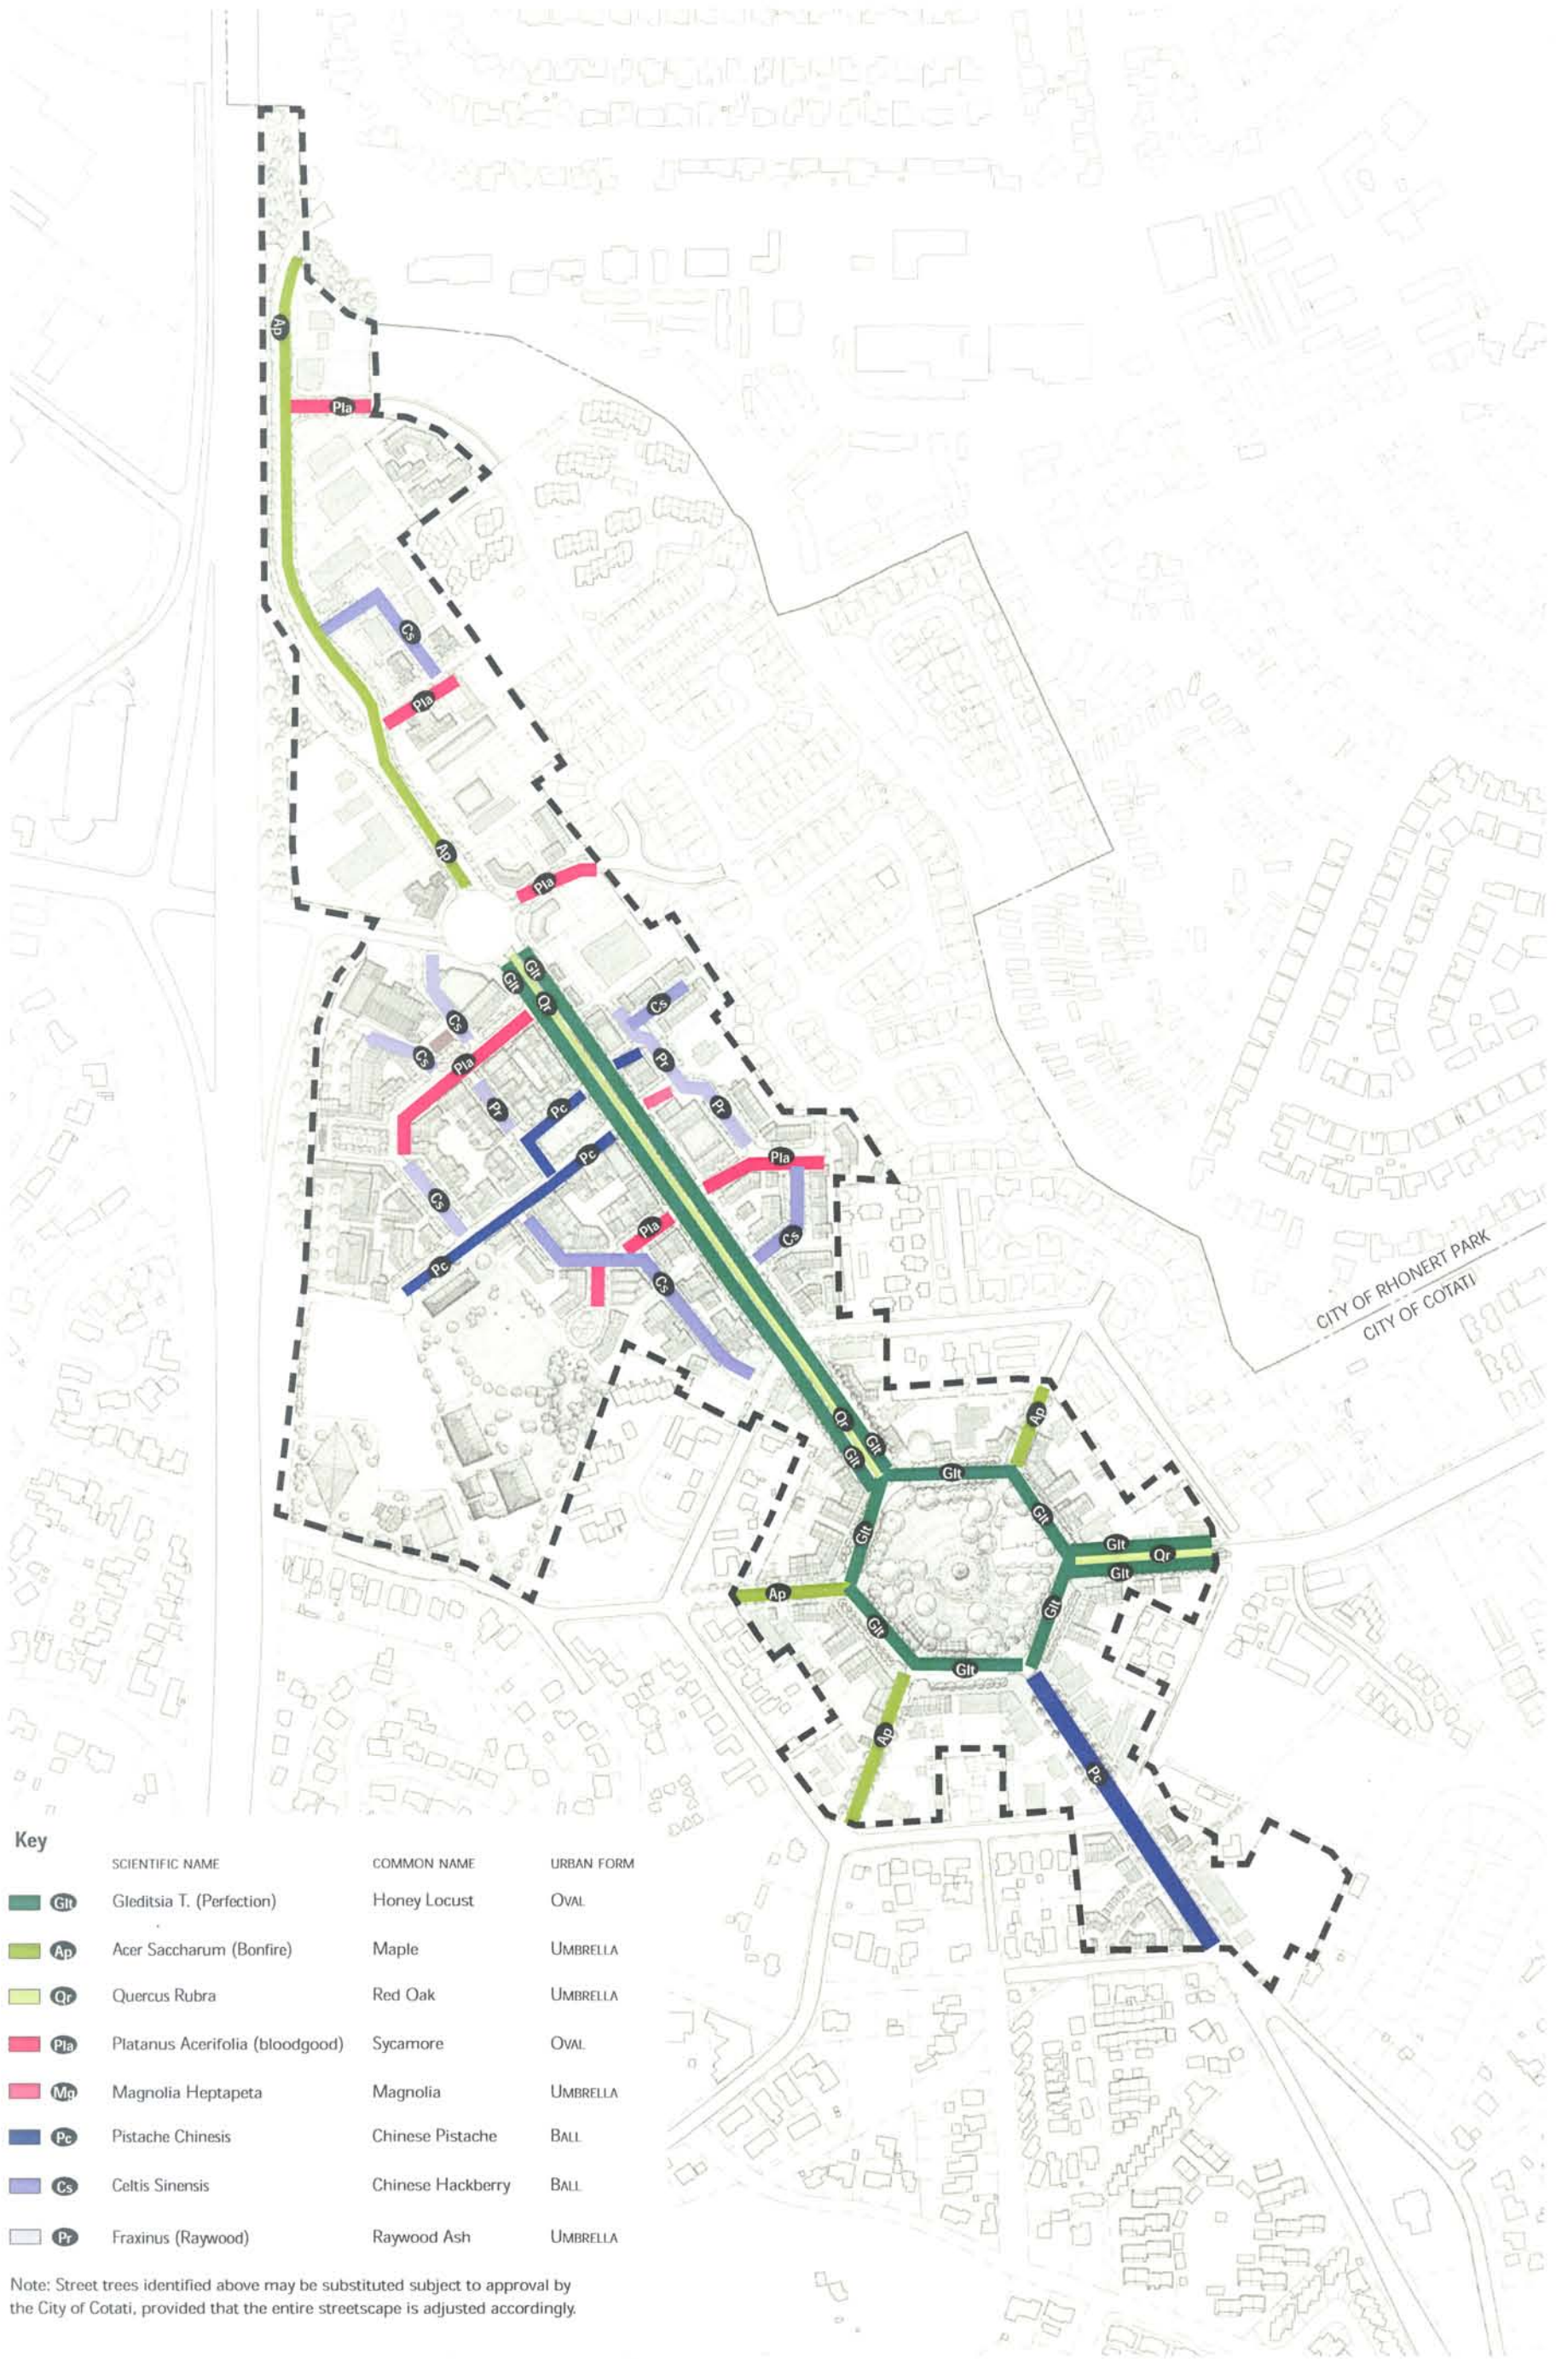 Ap
Pla
Cs
Pla
Ap
Pla
Glt
Glt
Qr
Cs
Cs
Cs
Pla
Pr
Pr
Pc
Pr
Pc
Pla
Cs
Pla
Cs
Pc
Cs
CITY OF RHONERT PARK
CITY OF COTATI
Ap
Qr
Glt
Glt
Glt
Glt
Glt
Glt
Qr
Glt
Ap
Glt
Glt
Glt
Ap
Pc
Key
SCIENTIFIC NAME COMMON NAME URBAN FORM
Glt Gleditsia T. (Perfection) Honey Locust OVAL
Ap Acer Saccharum (Bonfire) Maple UMBRELLA
Qr Quercus Rubra Red Oak UMBRELLA
Pla Platanus Acerifolia (bloodgood) Sycamore OVAL
Mg Magnolia Heptapeta Magnolia UMBRELLA
Pc Pistache Chinesis Chinese Pistache BALL
Cs Celtis Sinensis Chinese Hackberry BALL
Pr Fraxinus (Raywood) Raywood Ash UMBRELLA
Note: Street trees identified above may be substituted subject to approval by
the City of Cotati, provided that the entire streetscape is adjusted accordingly.